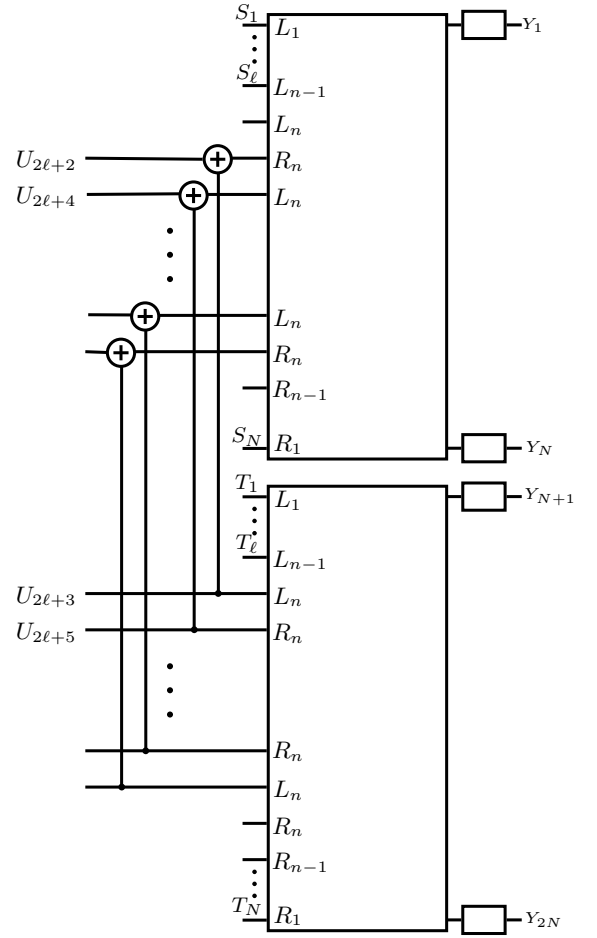 S_1 L_1 Y_1
S_ℓ L_{n-1}
L_n
U_{2ℓ+2} R_n
U_{2ℓ+4} L_n
L_n
R_n
R_{n-1}
S_N R_1 Y_N
T_1 L_1 Y_{N+1}
T_ℓ L_{n-1}
U_{2ℓ+3} L_n
U_{2ℓ+5} R_n
R_n
L_n
R_n
R_{n-1}
T_N R_1 Y_{2N}